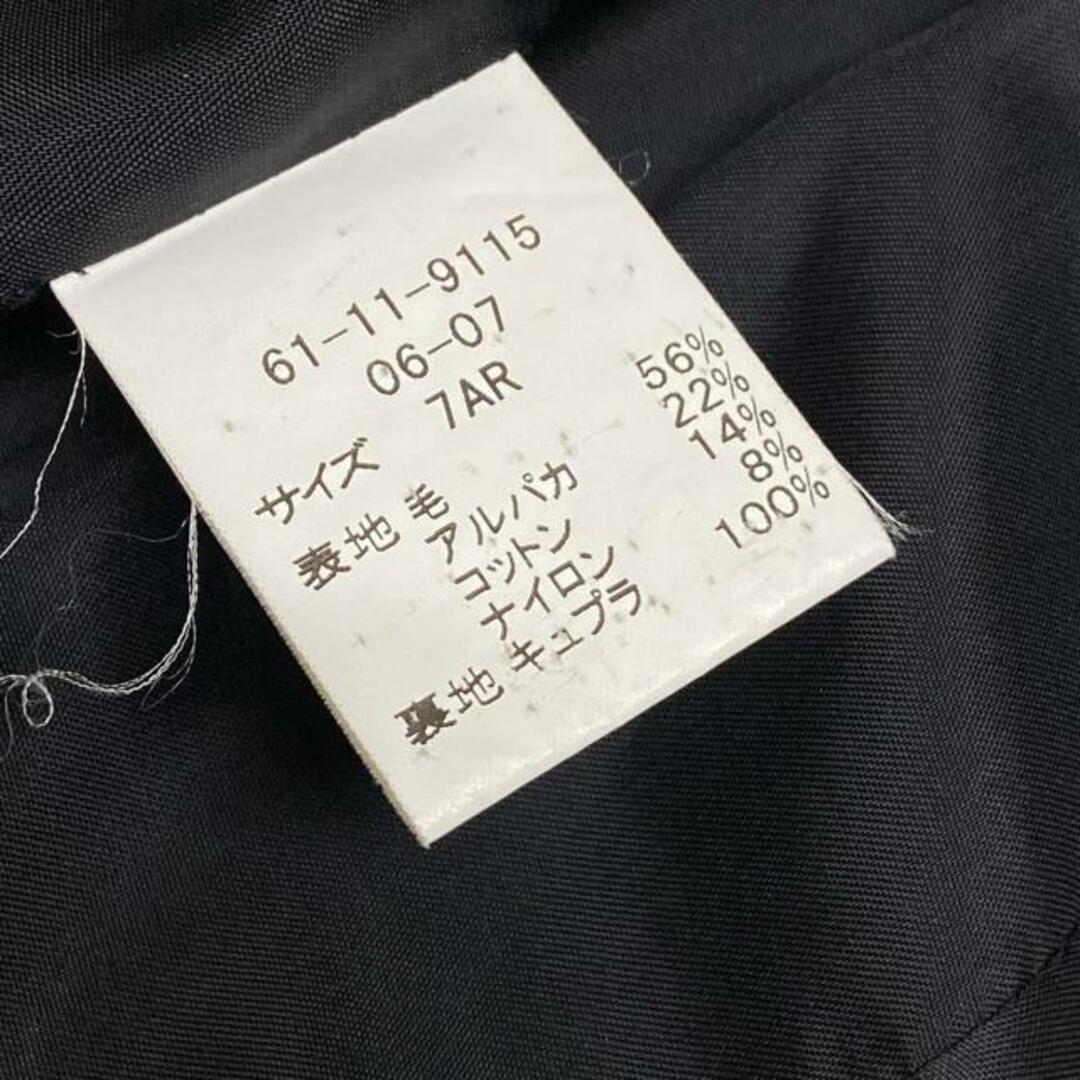 61-11-9115
06-07
サイズ 7AR
表地 毛 56%
アルパカ 22%
コットン 14%
ナイロン 8%
裏地 キュプラ 100%